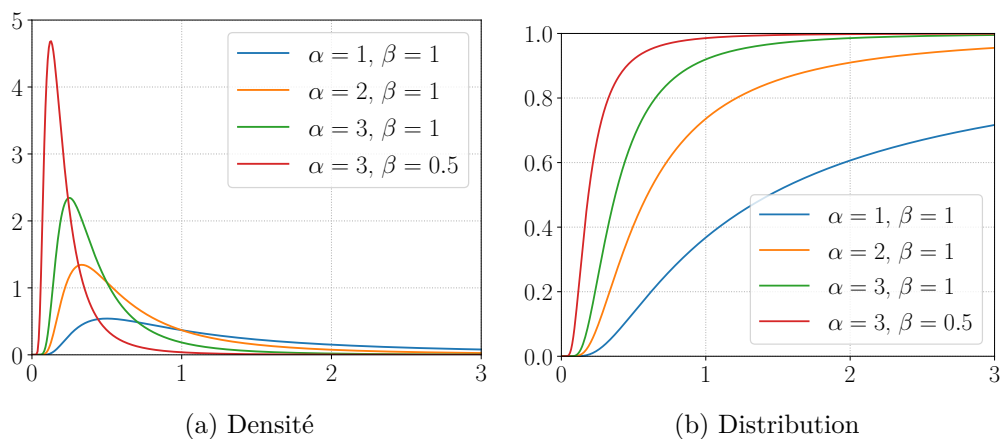 5
4
3
2
1
0
0
1
2
3
α = 1, β = 1
α = 2, β = 1
α = 3, β = 1
α = 3, β = 0.5
(a) Densité
1.0
0.8
0.6
0.4
0.2
0.0
0
1
2
3
α = 1, β = 1
α = 2, β = 1
α = 3, β = 1
α = 3, β = 0.5
(b) Distribution